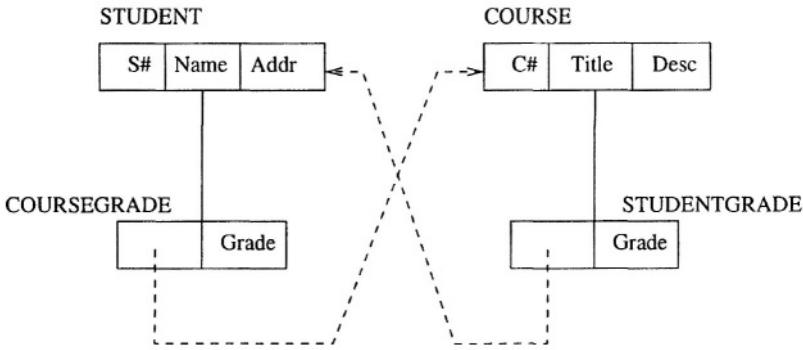 STUDENT
COURSE
S# Name Addr
C# Title Desc
COURSEGRADE
STUDENTGRADE
Grade
Grade